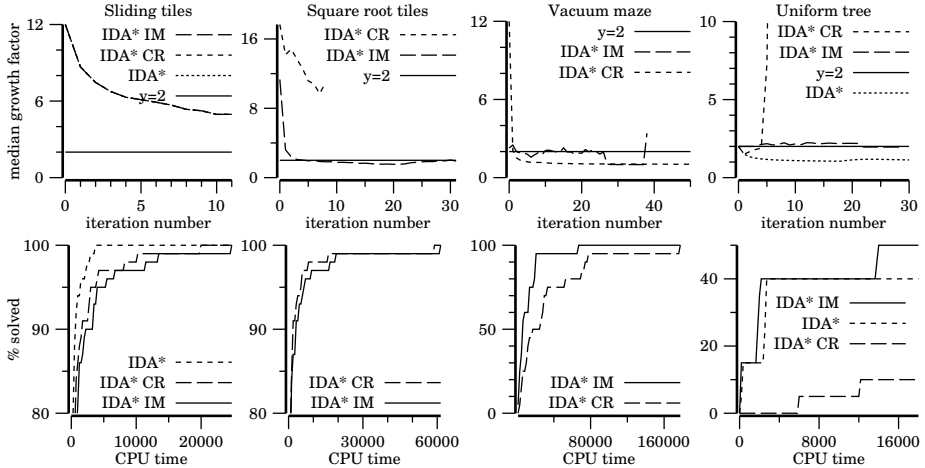 Sliding tiles
median growth factor
12
6
0
IDA* IM
IDA* CR
IDA*
y=2
0
5
10
iteration number
Square root tiles
16
12
8
4
0
IDA* CR
IDA* IM
y=2
0
10
20
30
iteration number
Vacuum maze
12
6
0
y=2
IDA* IM
IDA* CR
0
20
40
iteration number
Uniform tree
10
5
0
IDA* CR
IDA* IM
y=2
IDA*
0
10
20
30
iteration number
% solved
100
90
80
IDA*
IDA* CR
IDA* IM
0
10000
20000
CPU time
100
90
80
IDA* CR
IDA* IM
0
30000
60000
CPU time
100
50
0
IDA* IM
IDA* CR
0
80000
160000
CPU time
40
20
0
IDA* IM
IDA*
IDA* CR
0
8000
16000
CPU time